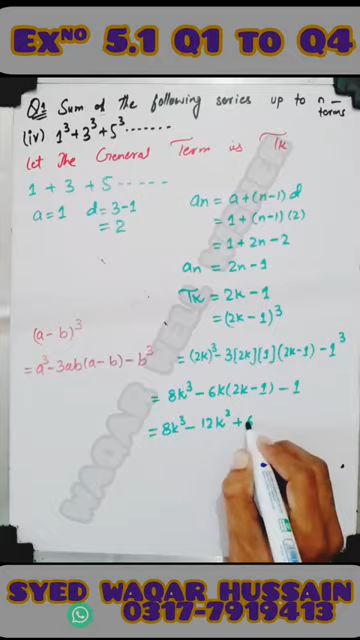 Exᴺᴼ 5.1 Q1 TO Q4
Q1 Sum of the following series up to n-terms
(iv) 1³+3³+5³.......
Let The General Term is Tk
1+3+5......
a=1 d=3-1
=2
an = a+(n-1)d
=1+(n-1)(2)
=1+2n-2
an = 2n-1
Tk = 2k-1
=(2k-1)³
(a-b)³
=a³-3ab(a-b)-b³
=(2k)³-3[2k][1](2k-1)-1³
= 8k³-6k(2k-1)-1
=8k³-12k²+6
WAQAR
SYED WAQAR HUSSAIN
0317-7919413